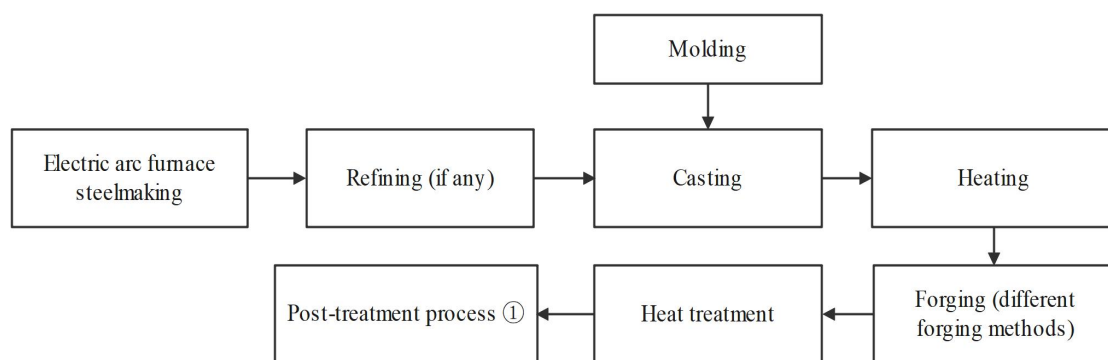 Molding
Electric arc furnace
steelmaking
Refining (if any)
Casting
Heating
Post-treatment process ①
Heat treatment
Forging (different
forging methods)